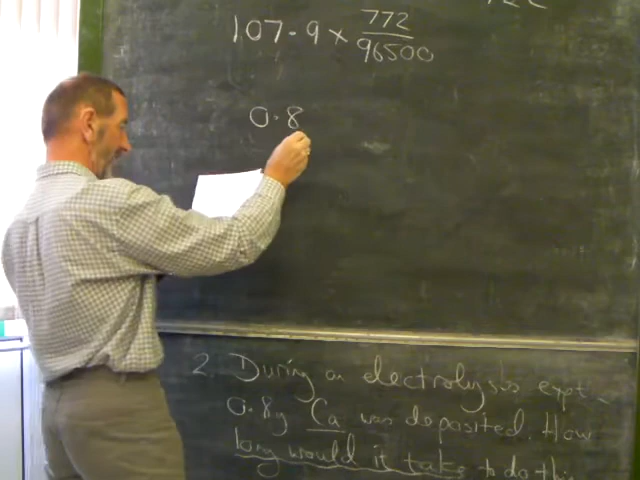 107.9 x 772/96500
0.8
2. During an electrolysis expt.
0.8g Ca was deposited. How
long would it take to do this